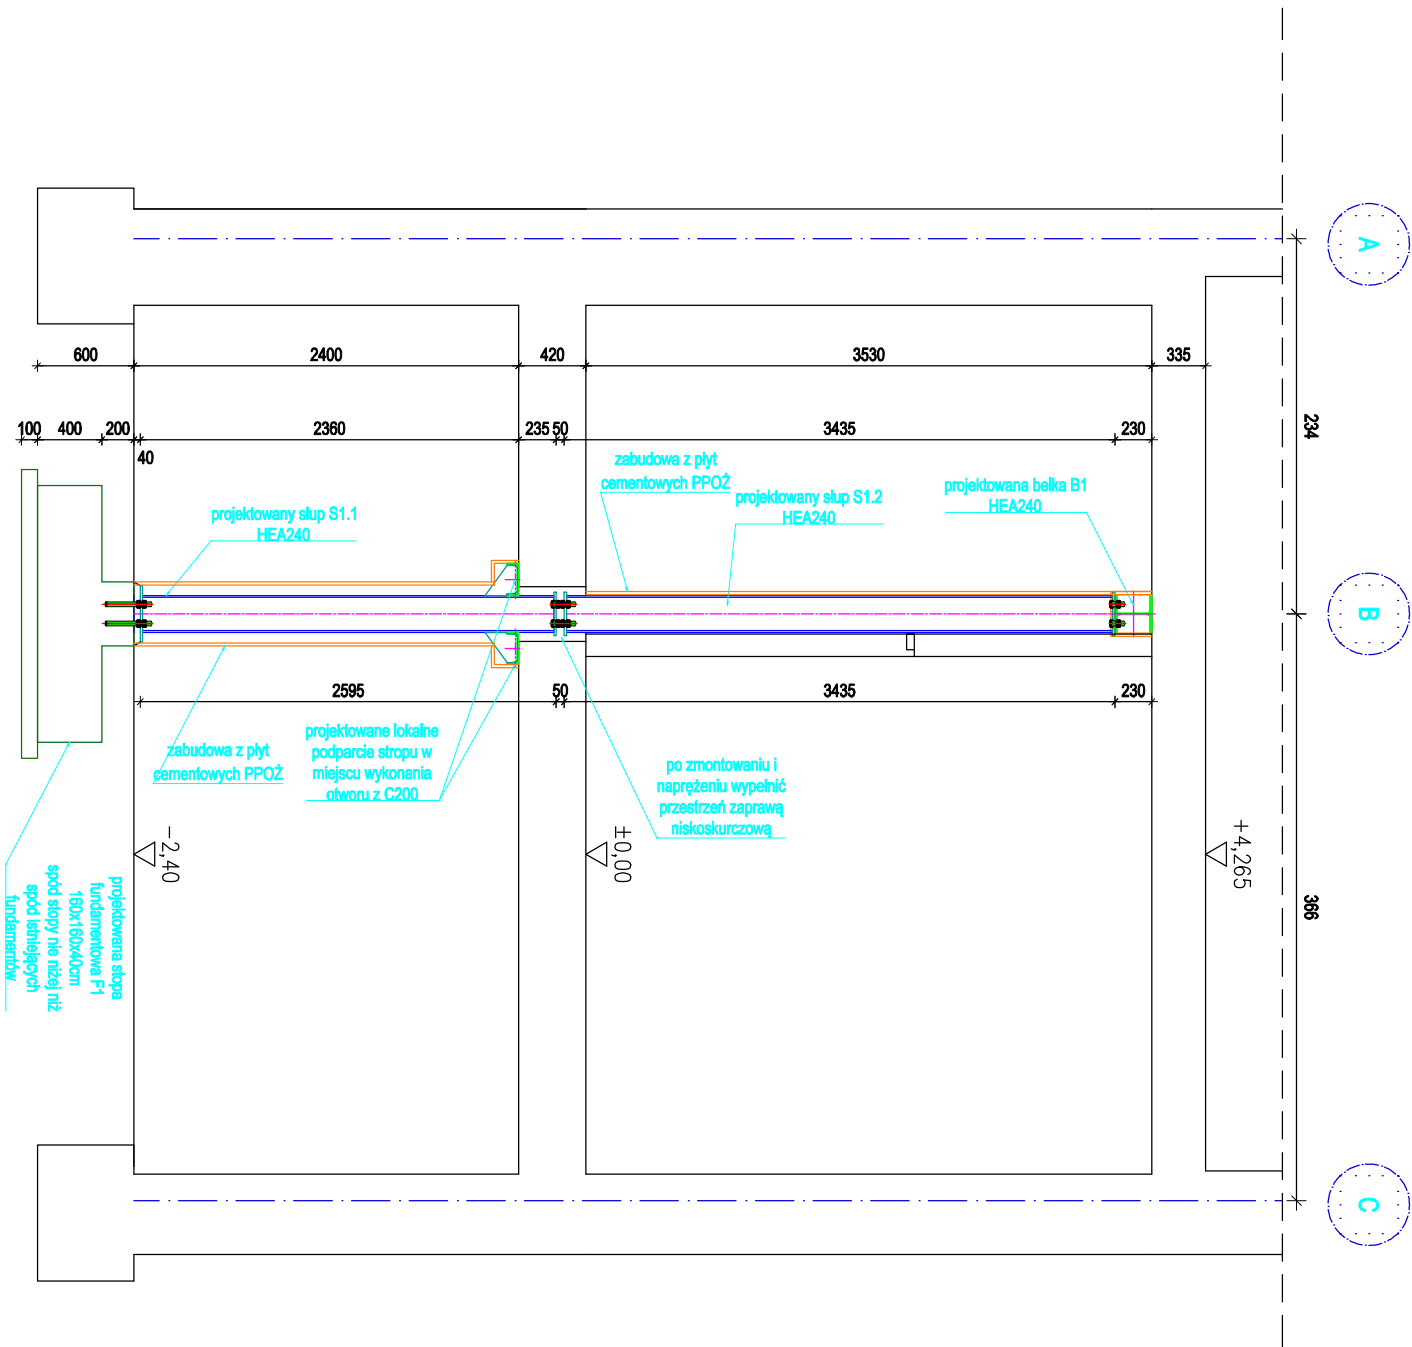 A
600
2400
420
3530
335
100
400
200
40
2360
235
50
3435
230
234
zabudowa z płyt
cementowych PPOŻ
projektowany słup S1.2
HEA240
projektowana belka B1
HEA240
projektowany słup S1.1
HEA240
B
2595
50
3435
230
zabudowa z płyt
cementowych PPOŻ
projektowane lokalne
podparcie stropu w
miejscu wykonania
otworu z C200
po zmontowaniu i
naprężeniu wypełnić
przestrzeń zaprawą
niskoskurczową
-2,40
±0,00
+4,265
366
projektowana stopa
fundamentowa F1
160x160x40cm
spód stopy nie niżej niż
spód istniejących
fundamentów
C